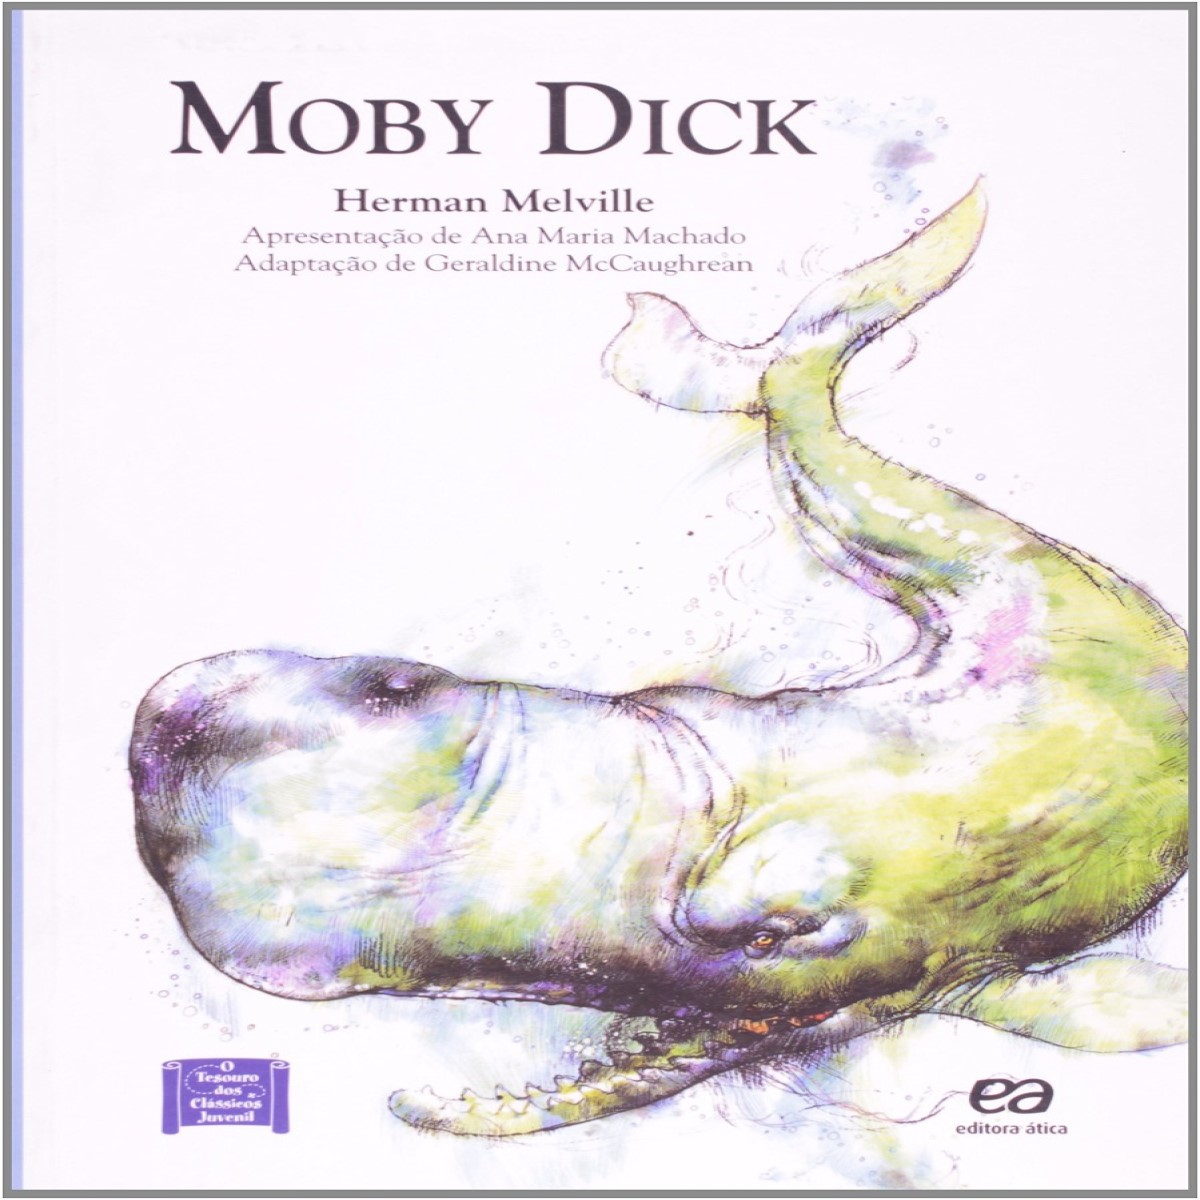 MOBY DICK
Herman Melville
Apresentação de Ana Maria Machado
Adaptação de Geraldine McCaughrean
O
Tesouro
dos
Clássicos
Juvenil
ea
editora ática